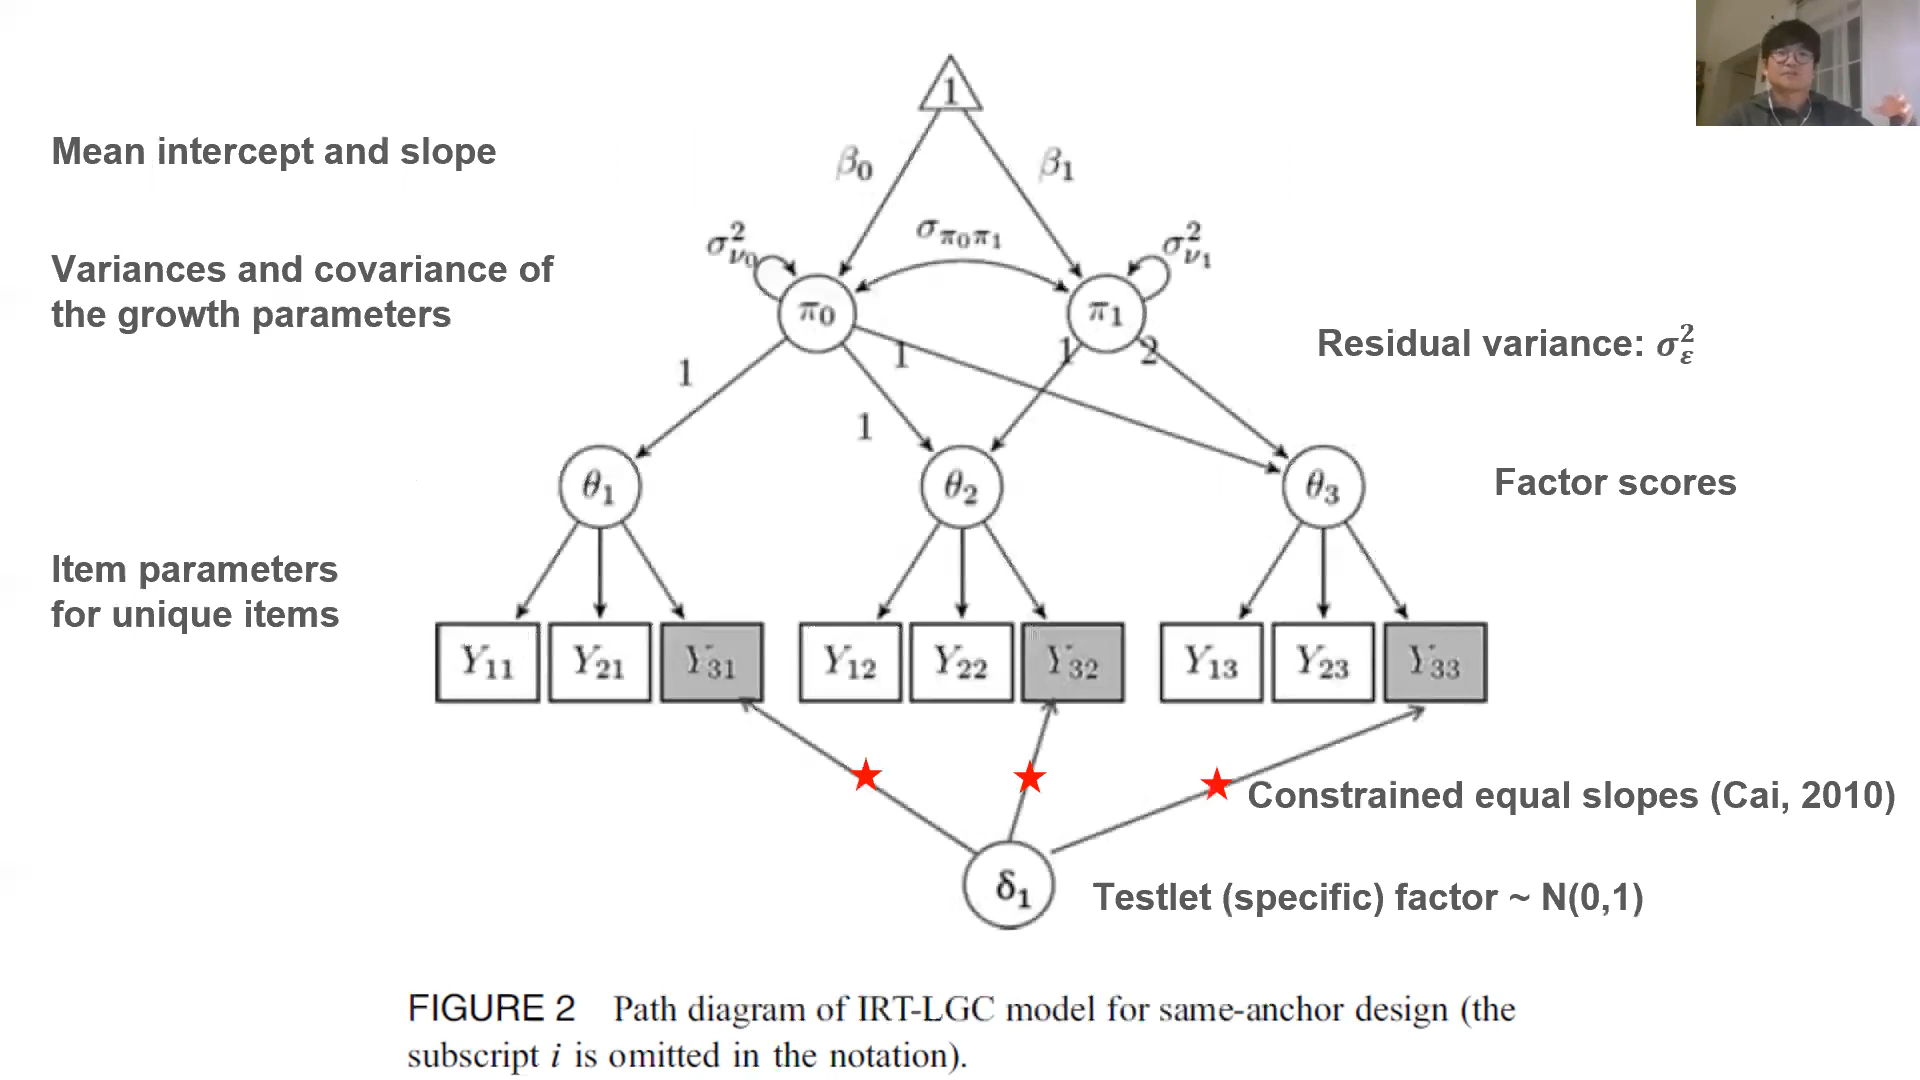 1
Mean intercept and slope
β0
β1
σ²ν0
σπ0π1
σ²ν1
Variances and covariance of
the growth parameters
π0
π1
Residual variance: σ²ε
1
1
1
1
2
θ1
θ2
θ3
Factor scores
Item parameters
for unique items
Y11 Y21 Y31 Y12 Y22 Y32 Y13 Y23 Y33
Constrained equal slopes (Cai, 2010)
δ1
Testlet (specific) factor ~ N(0,1)
FIGURE 2 Path diagram of IRT-LGC model for same-anchor design (the
subscript i is omitted in the notation).